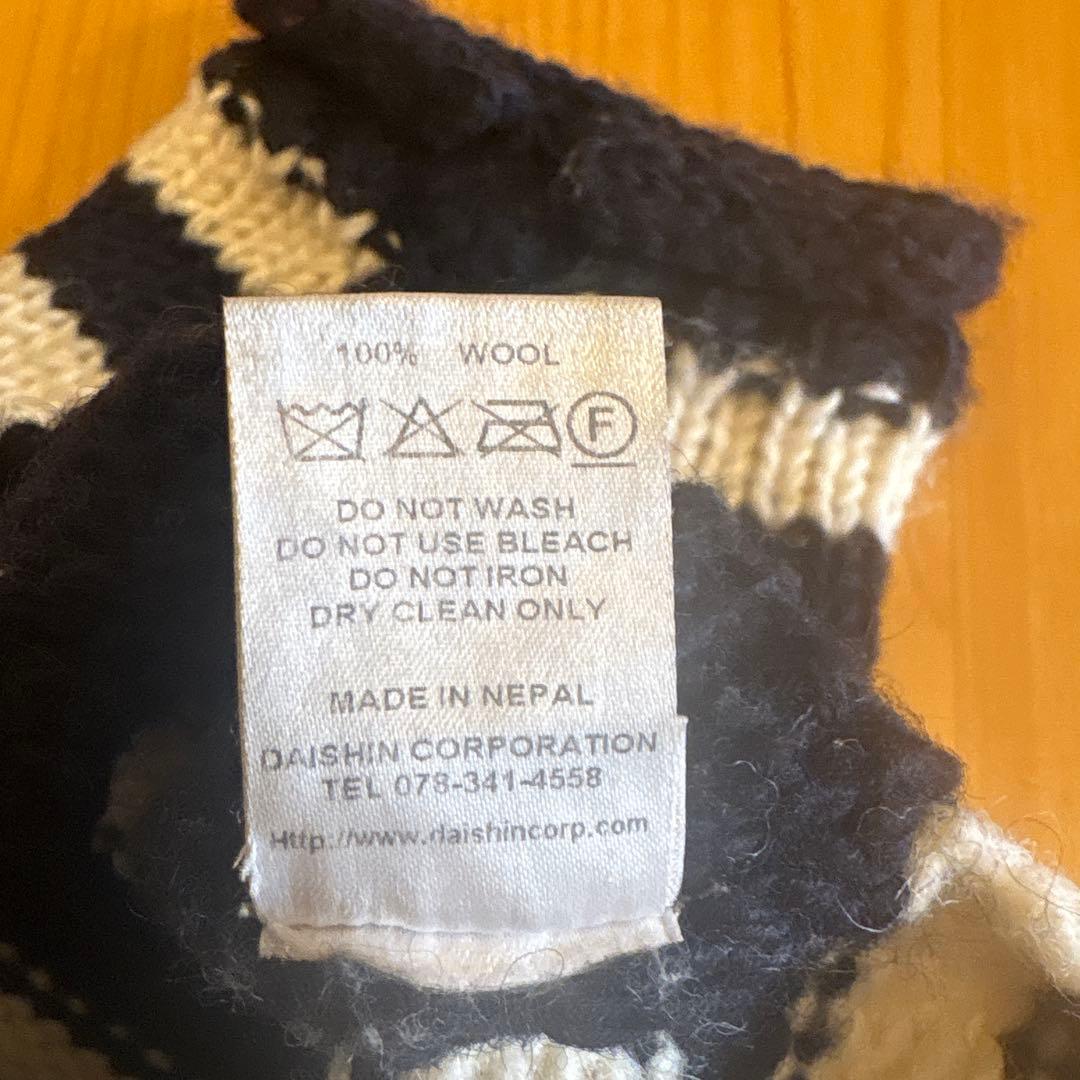 100% WOOL
F
DO NOT WASH
DO NOT USE BLEACH
DO NOT IRON
DRY CLEAN ONLY
MADE IN NEPAL
DAISHIN CORPORATION
TEL 078-341-4558
Http://www.daishincorp.com